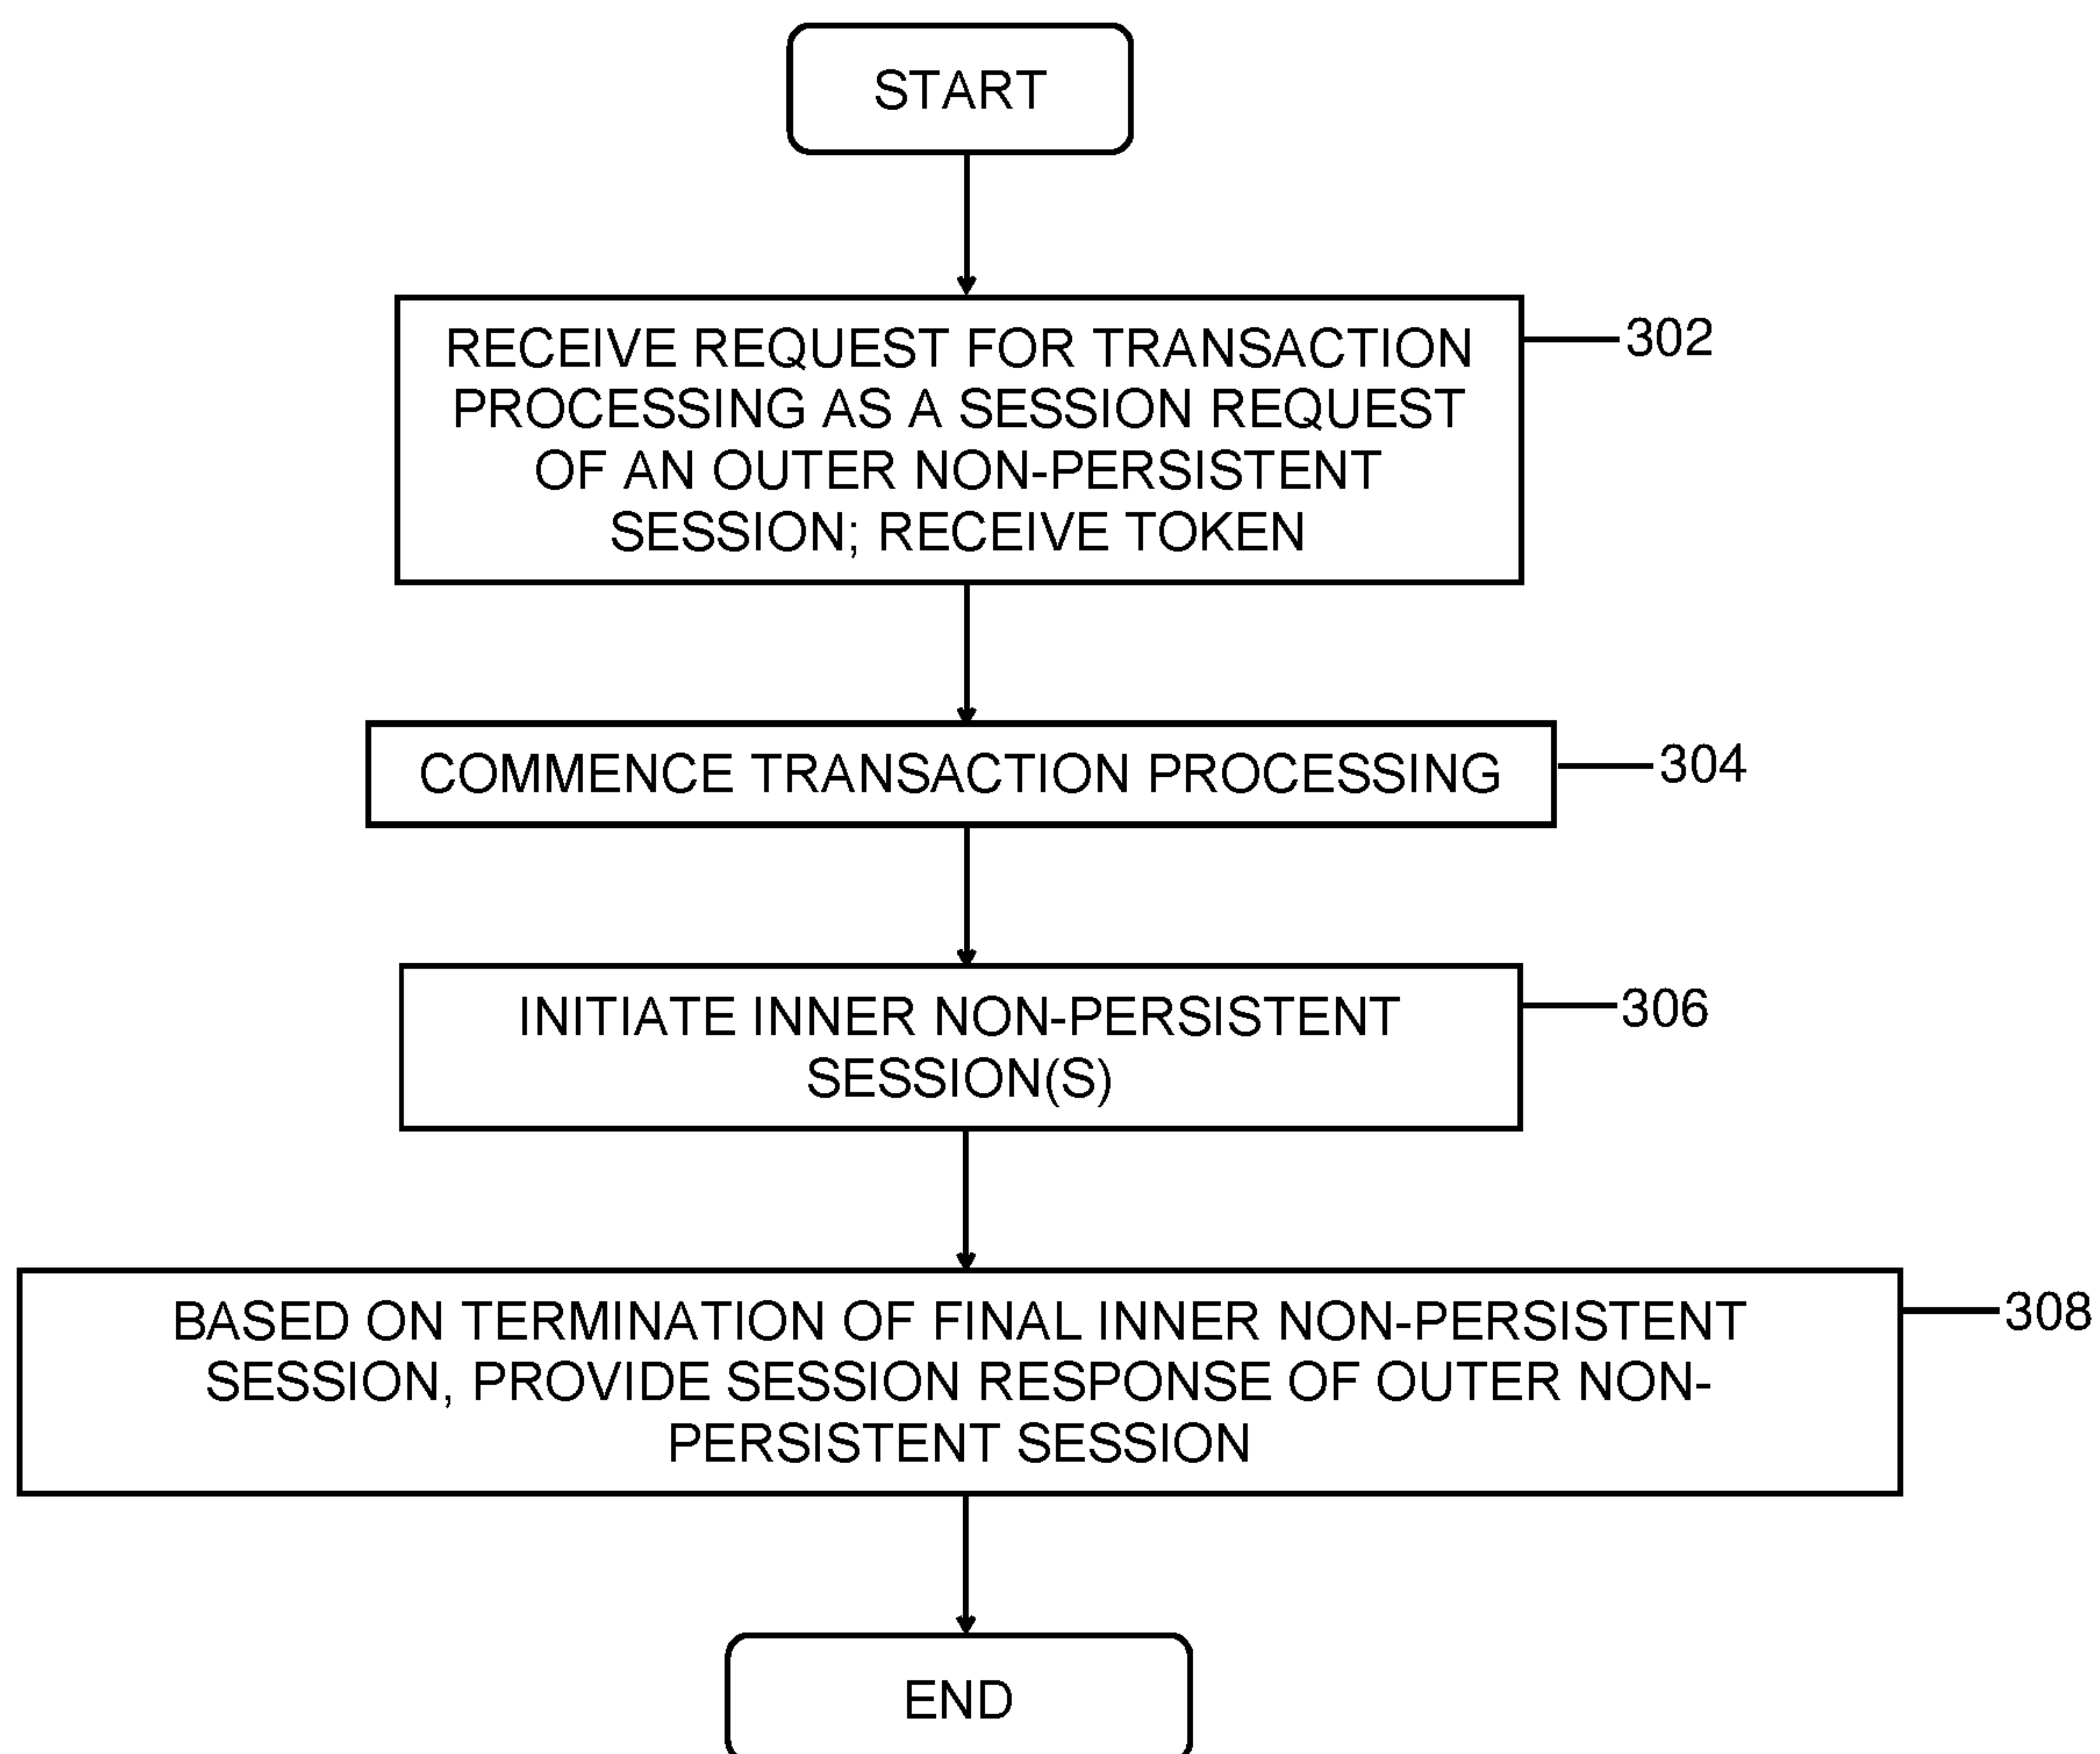 START
RECEIVE REQUEST FOR TRANSACTION
PROCESSING AS A SESSION REQUEST
OF AN OUTER NON-PERSISTENT
SESSION; RECEIVE TOKEN
302
COMMENCE TRANSACTION PROCESSING
304
INITIATE INNER NON-PERSISTENT
SESSION(S)
306
BASED ON TERMINATION OF FINAL INNER NON-PERSISTENT
SESSION, PROVIDE SESSION RESPONSE OF OUTER NON-
PERSISTENT SESSION
308
END